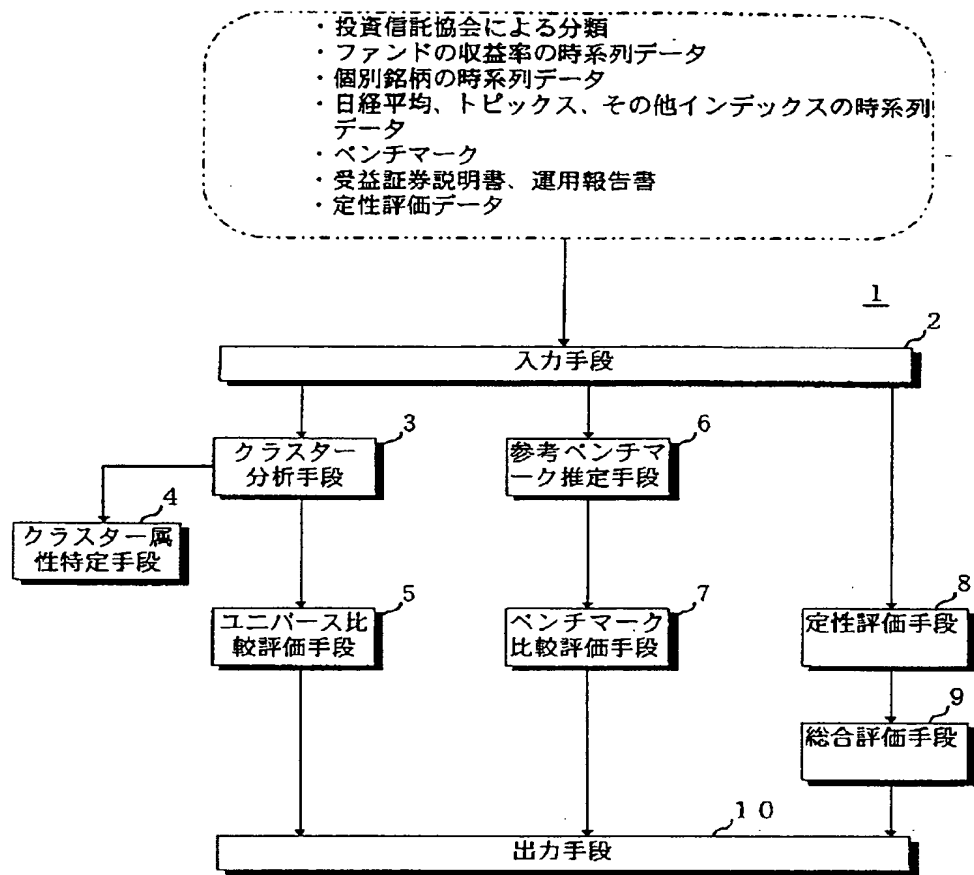 ・投資信託協会による分類
・ファンドの収益率の時系列データ
・個別銘柄の時系列データ
・日経平均、トピックス、その他インデックスの時系列
データ
・ベンチマーク
・受益証券説明書、運用報告書
・定性評価データ
1
2
入力手段
3
クラスター
分析手段
6
参考ベンチマ
ーク推定手段
4
クラスター属
性特定手段
5
ユニバース比
較評価手段
7
ベンチマーク
比較評価手段
8
定性評価手段
9
総合評価手段
10
出力手段